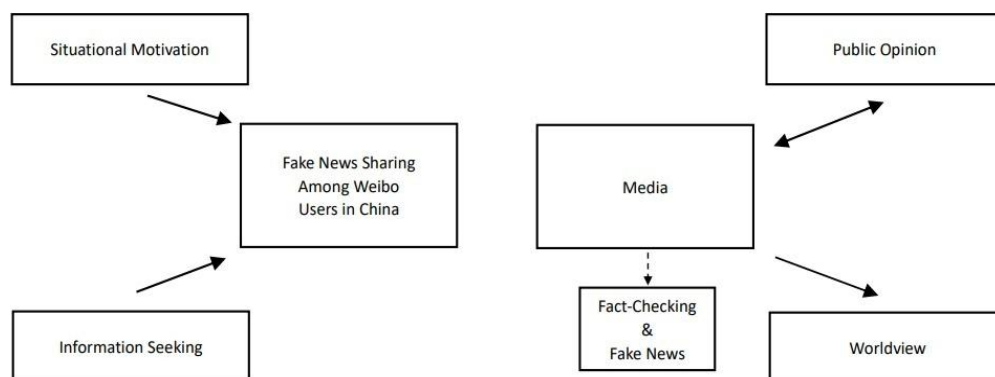 Situational Motivation
Public Opinion
Fake News Sharing
Among Weibo
Users in China
Media
Information Seeking
Fact-Checking
&
Fake News
Worldview